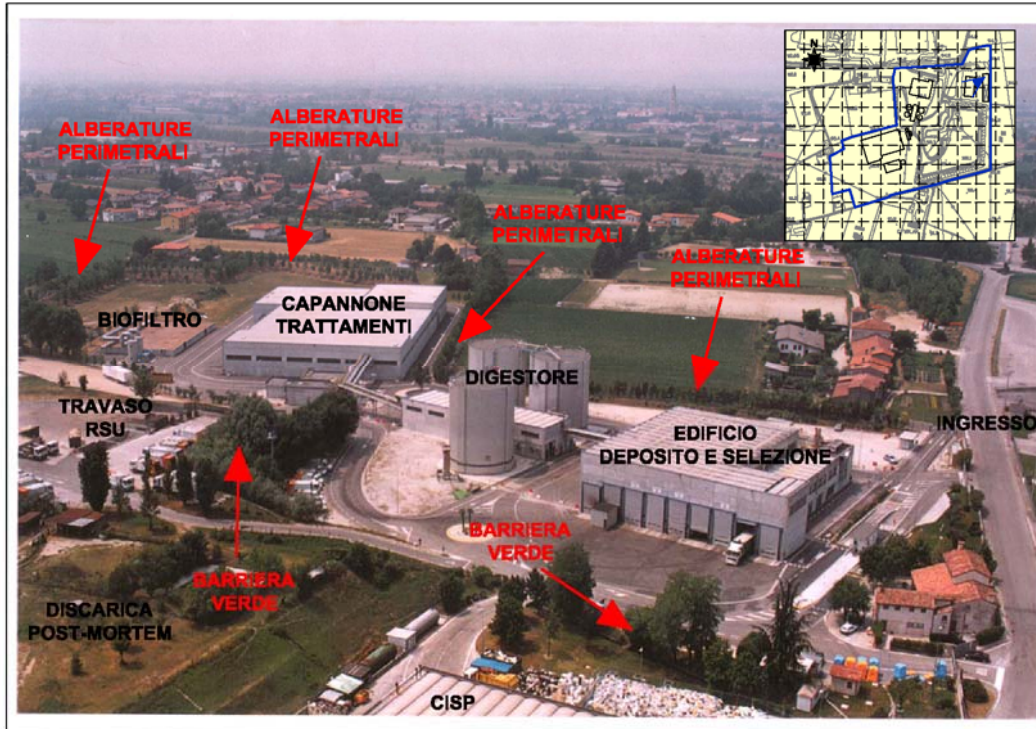 N
ALBERATURE
PERIMETRALI
ALBERATURE
PERIMETRALI
ALBERATURE
PERIMETRALI
ALBERATURE
PERIMETRALI
BIOFILTRO
CAPANNONE
TRATTAMENTI
DIGESTORE
TRAVASO
RSU
EDIFICIO
DEPOSITO E SELEZIONE
INGRESSO
BARRIERA
VERDE
BARRIERA
VERDE
DISCARICA
POST-MORTEM
CISP